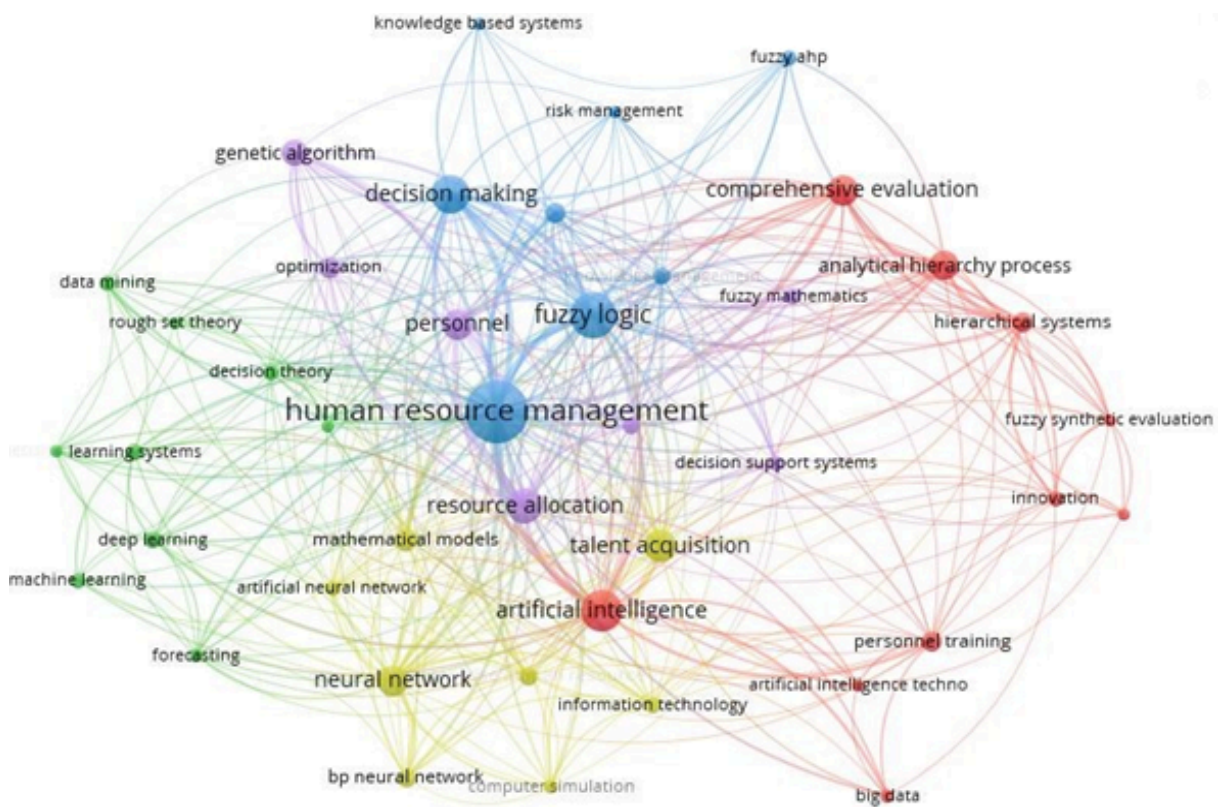 knowledge based systems
fuzzy ahp
risk management
genetic algorithm
decision making
comprehensive evaluation
optimization
analytical hierarchy process
data mining
fuzzy mathematics
rough set theory
personnel
fuzzy logic
hierarchical systems
decision theory
human resource management
fuzzy synthetic evaluation
learning systems
decision support systems
resource allocation
innovation
deep learning
mathematical models
talent acquisition
machine learning
artificial neural network
artificial intelligence
forecasting
personnel training
neural network
artificial intelligence techno
information technology
bp neural network
computer simulation
big data